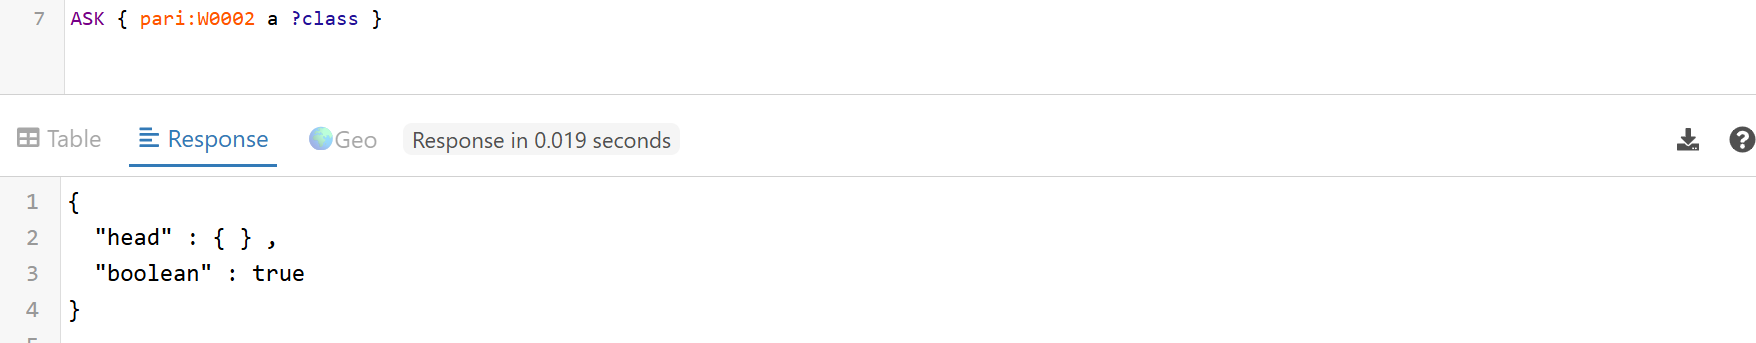 7 ASK { pari:W0002 a ?class }
Table Response Geo Response in 0.019 seconds
1 {
2 "head" : { } ,
3 "boolean" : true
4 }